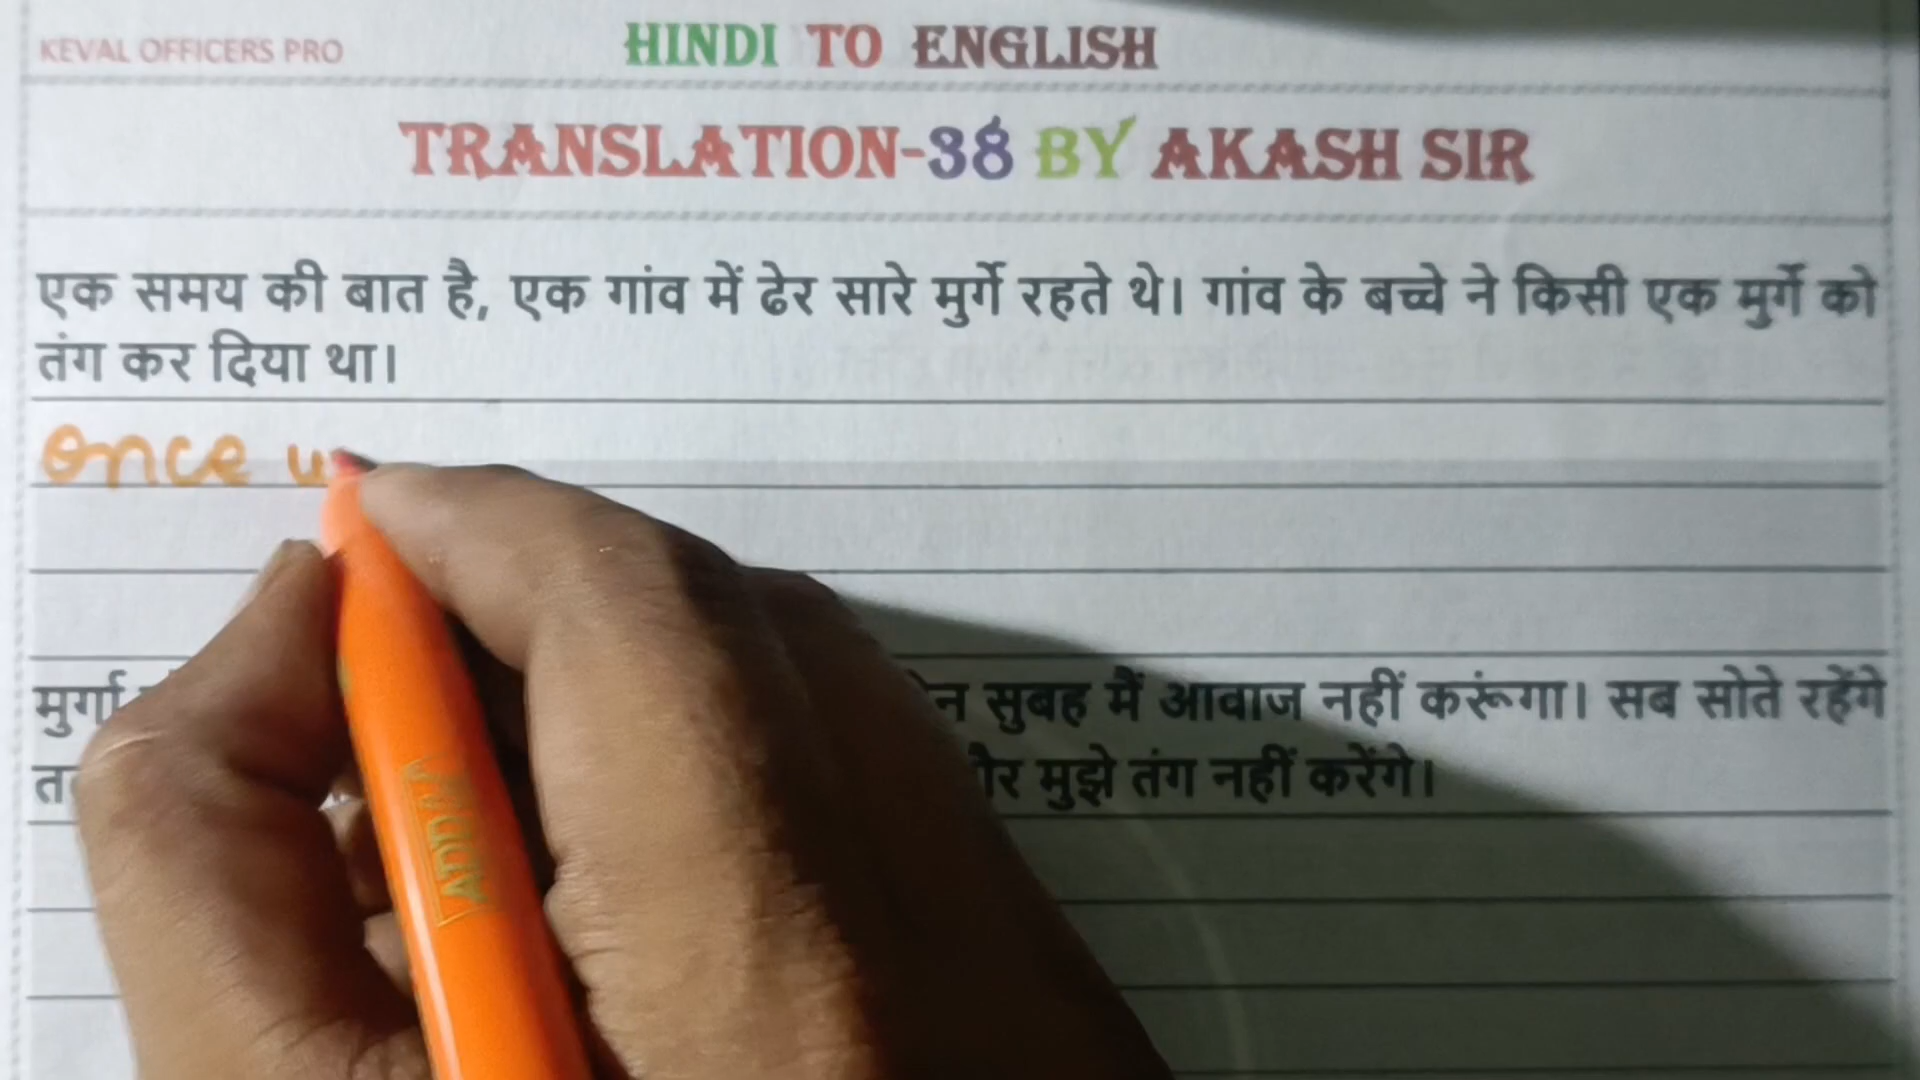 KEVAL OFFICERS PRO
HINDI TO ENGLISH
TRANSLATION-38 BY AKASH SIR
एक समय की बात है, एक गांव में ढेर सारे मुर्गे रहते थे। गांव के बच्चे ने किसी एक मुर्गे को
तंग कर दिया था।
once
मुर्गा सुबह मैं आवाज नहीं करूंगा। सब सोते रहेंगे
मुझे तंग नहीं करेंगे।
ADDM